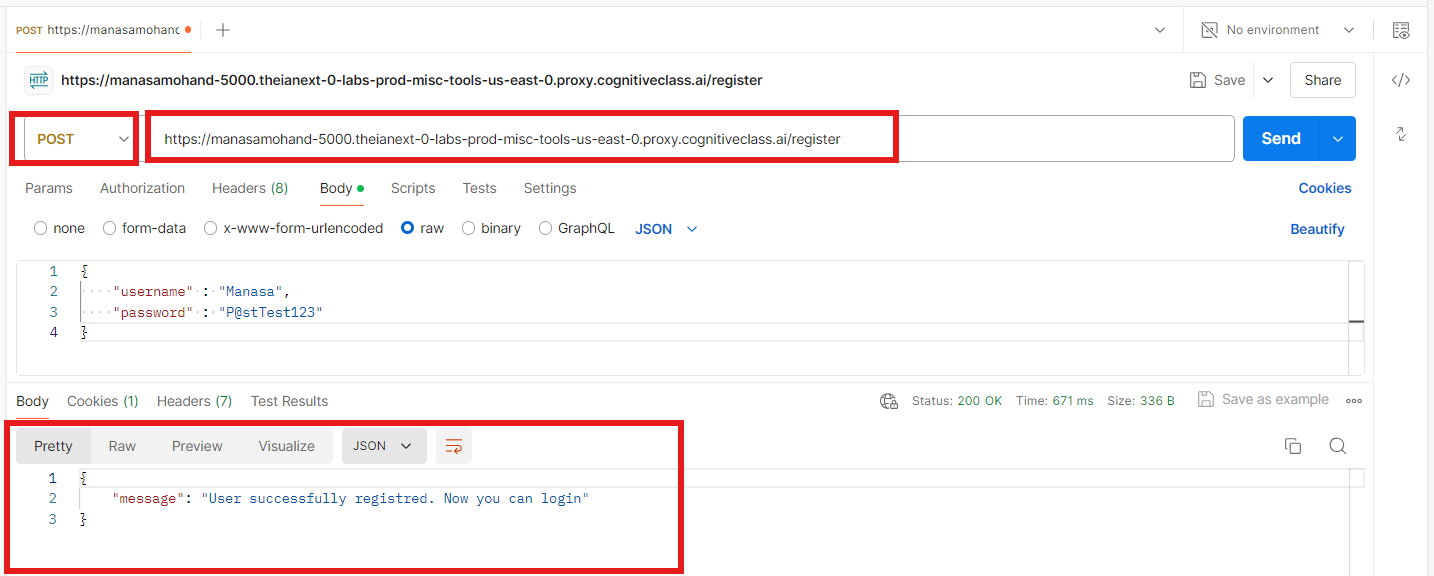 POST https://manasamohanc
No environment
HTTP https://manasamohand-5000.theianext-0-labs-prod-misc-tools-us-east-0.proxy.cognitiveclass.ai/register Save Share
POST https://manasamohand-5000.theianext-0-labs-prod-misc-tools-us-east-0.proxy.cognitiveclass.ai/register Send
Params Authorization Headers (8) Body Scripts Tests Settings Cookies
none form-data x-www-form-urlencoded raw binary GraphQL JSON Beautify
1 {
2 "username" : "Manasa",
3 "password" : "P@stTest123"
4 }
Body Cookies (1) Headers (7) Test Results Status: 200 OK Time: 671 ms Size: 336 B Save as example
Pretty Raw Preview Visualize JSON
1 {
2 "message": "User successfully registred. Now you can login"
3 }